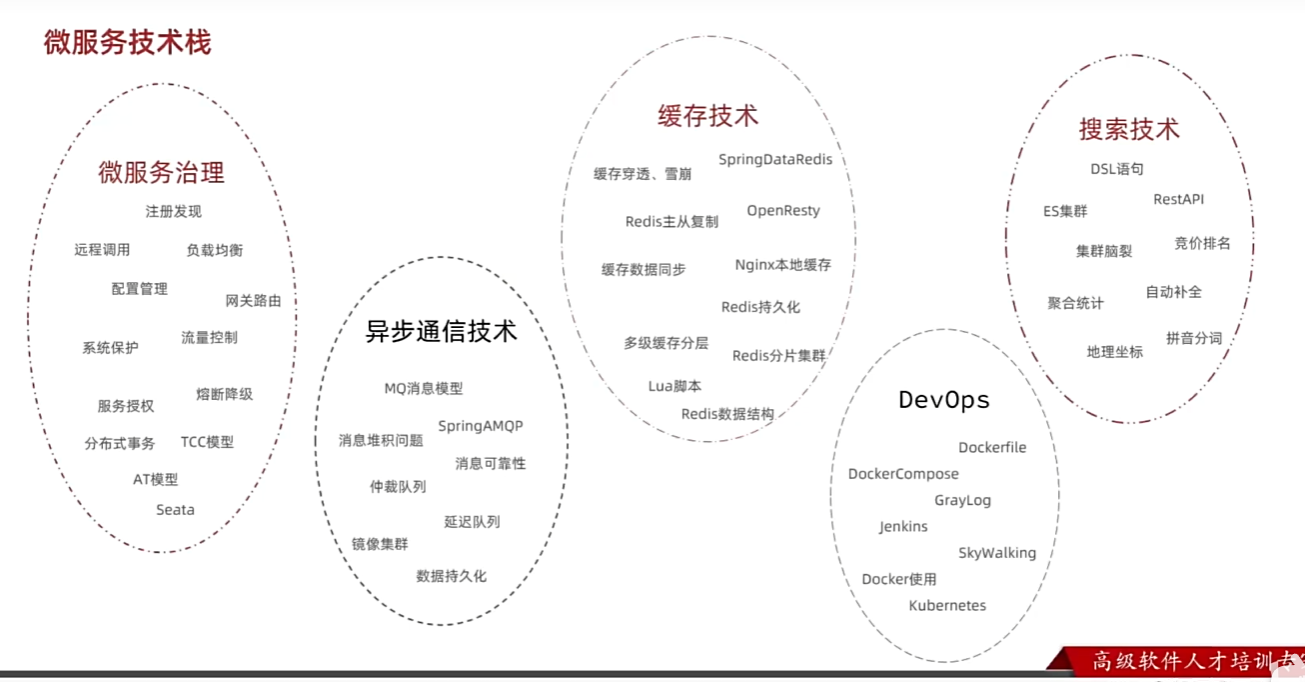 微服务技术栈
微服务治理
注册发现
远程调用
负载均衡
配置管理
网关路由
流量控制
系统保护
熔断降级
服务授权
分布式事务
TCC模型
AT模型
Seata
异步通信技术
MQ消息模型
SpringAMQP
消息堆积问题
消息可靠性
仲裁队列
延迟队列
镜像集群
数据持久化
缓存技术
SpringDataRedis
缓存穿透、雪崩
OpenResty
Redis主从复制
Nginx本地缓存
缓存数据同步
Redis持久化
多级缓存分层
Redis分片集群
Lua脚本
Redis数据结构
DevOps
Dockerfile
DockerCompose
GrayLog
Jenkins
SkyWalking
Docker使用
Kubernetes
搜索技术
DSL语句
RestAPI
ES集群
竞价排名
集群脑裂
自动补全
聚合统计
拼音分词
地理坐标
高级软件人才培训